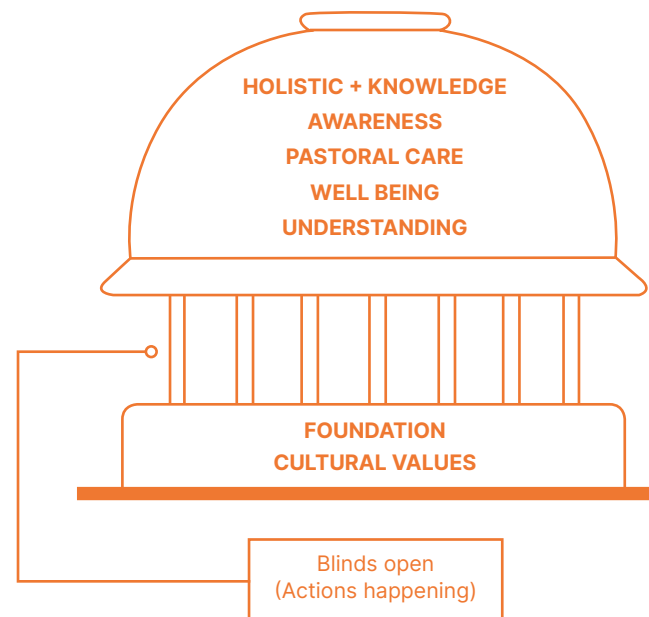 HOLISTIC + KNOWLEDGE
AWARENESS
PASTORAL CARE
WELL BEING
UNDERSTANDING
FOUNDATION
CULTURAL VALUES
Blinds open
(Actions happening)